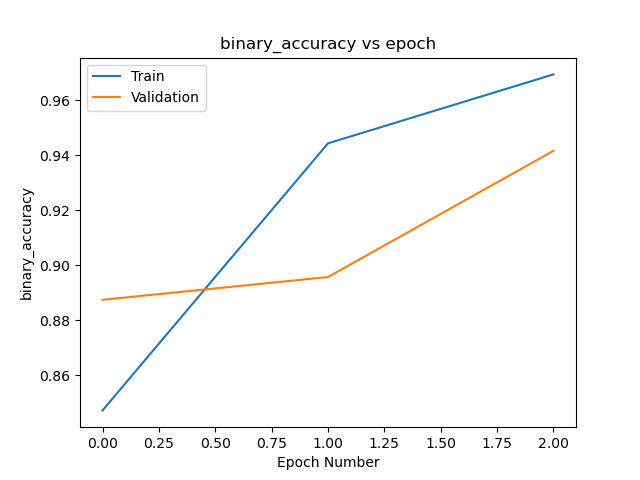 binary_accuracy vs epoch
Train
Validation
0.96
0.94
0.92
0.90
0.88
0.86
binary_accuracy
0.00 0.25 0.50 0.75 1.00 1.25 1.50 1.75 2.00
Epoch Number